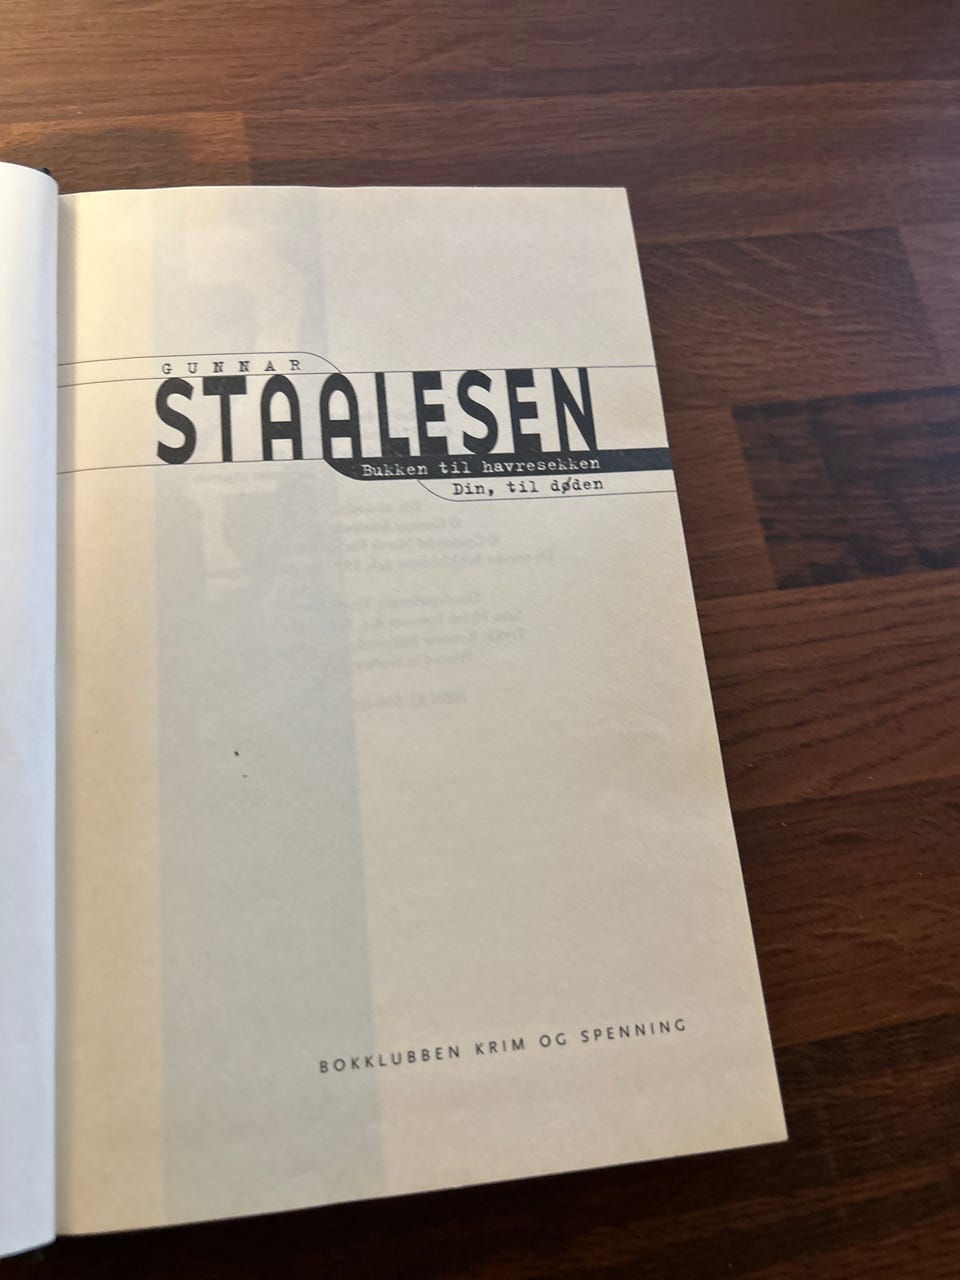 GUNNAR
STAALESEN
Bukken til havresekken
Din, til døden
BOKKLUBBEN KRIM OG SPENNING